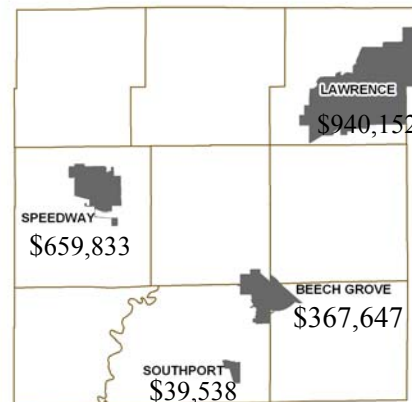 LAWRENCE
$940,152
SPEEDWAY
$659,833
BEECH GROVE
$367,647
SOUTHPORT
$39,538